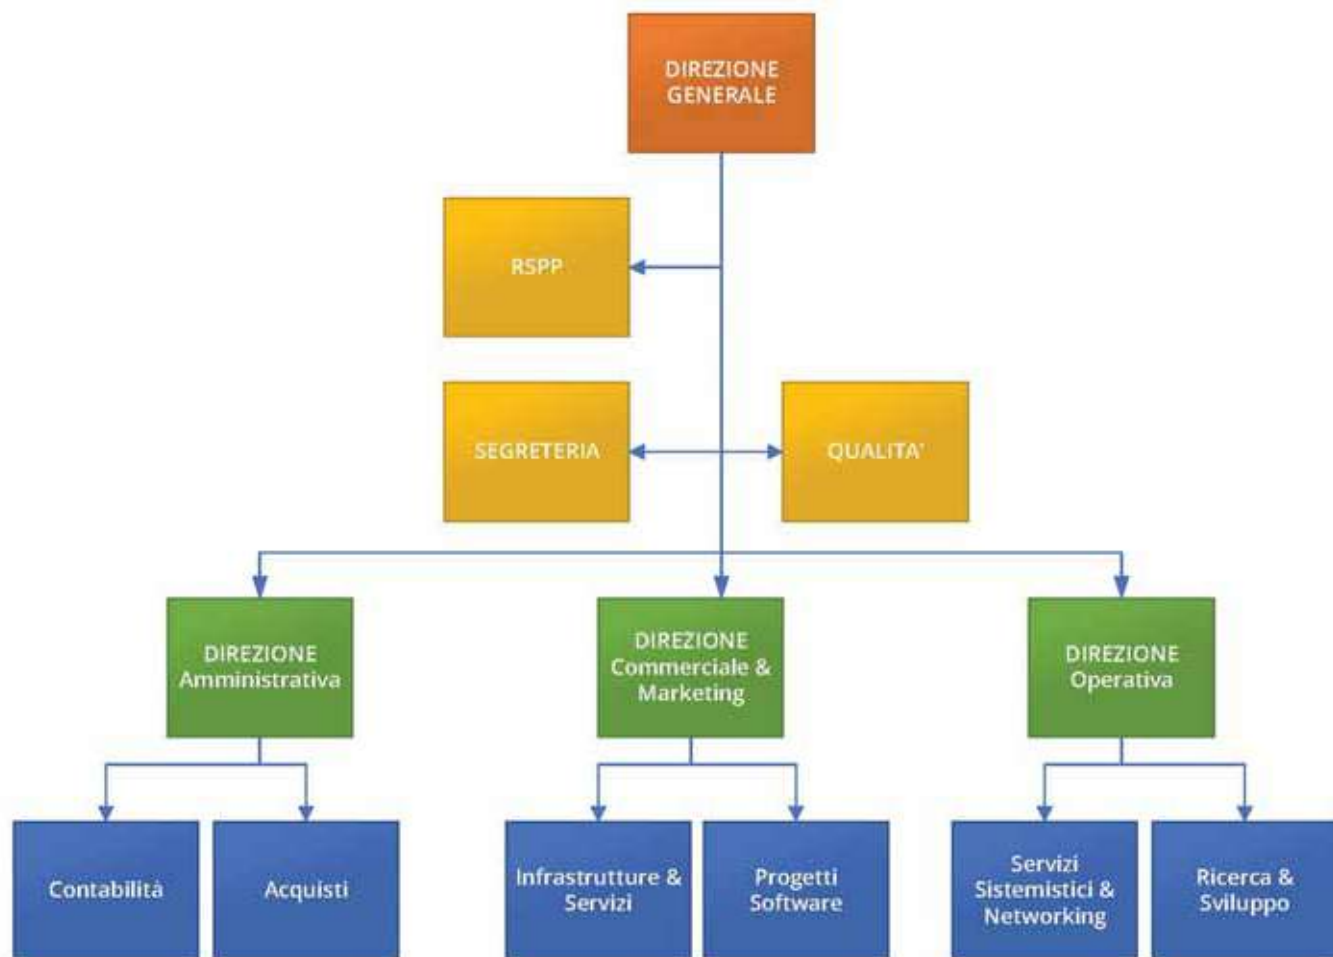 DIREZIONE
GENERALE
RSPP
SEGRETERIA
QUALITA'
DIREZIONE
Amministrativa
DIREZIONE
Commerciale &
Marketing
DIREZIONE
Operativa
Contabilità
Acquisti
Infrastrutture &
Servizi
Progetti
Software
Servizi
Sistemistici &
Networking
Ricerca &
Sviluppo